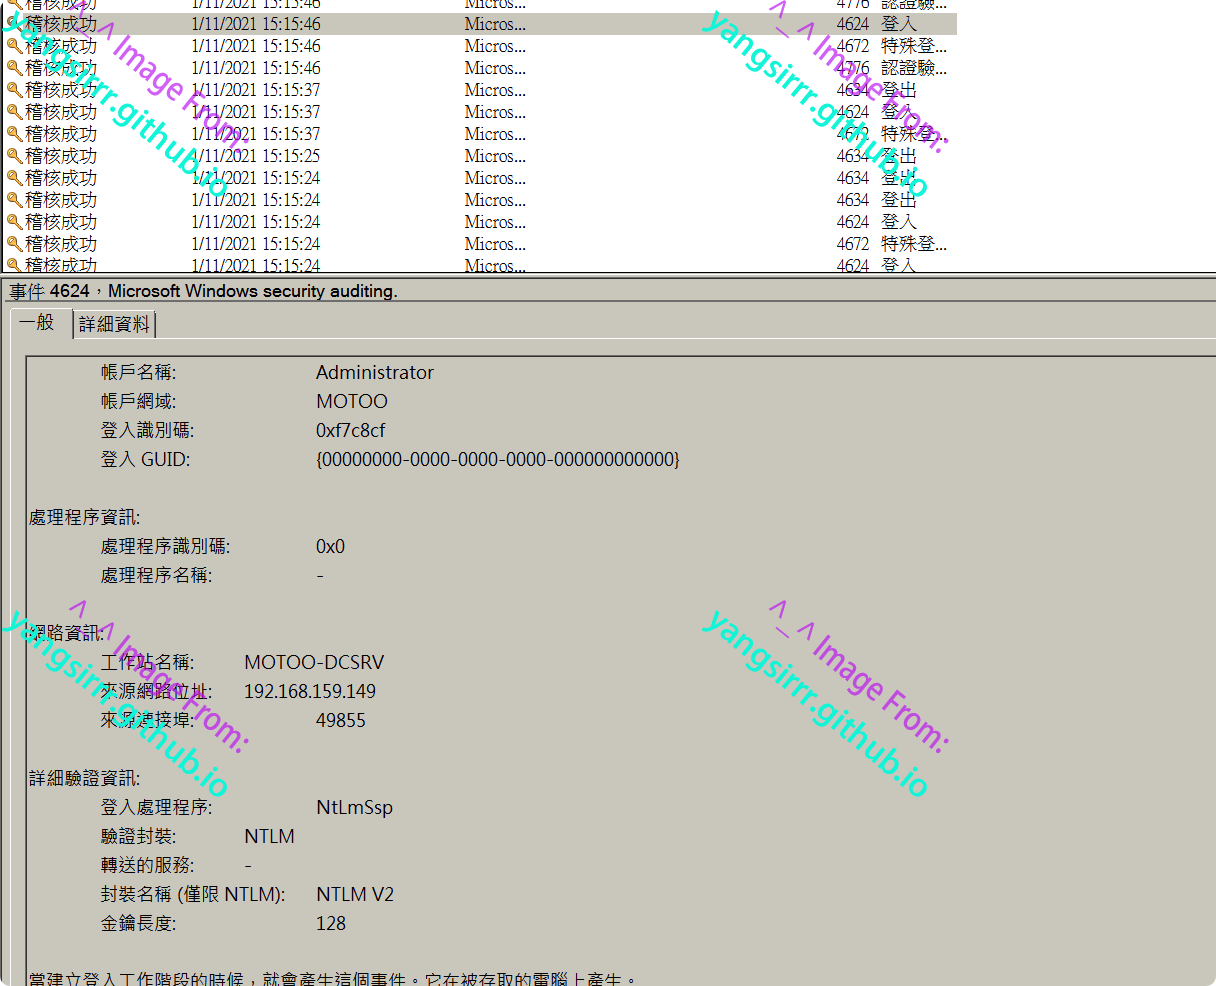 稽核成功 1/11/2021 15:15:46 Micros... 4776 認證驗...
稽核成功 1/11/2021 15:15:46 Micros... 4624 登入
稽核成功 1/11/2021 15:15:46 Micros... 4672 特殊登...
稽核成功 1/11/2021 15:15:46 Micros... 4776 認證驗...
稽核成功 1/11/2021 15:15:37 Micros... 4634 登出
稽核成功 1/11/2021 15:15:37 Micros... 4624 登入
稽核成功 1/11/2021 15:15:37 Micros... 4672 特殊登...
稽核成功 1/11/2021 15:15:25 Micros... 4634 登出
稽核成功 1/11/2021 15:15:24 Micros... 4634 登出
稽核成功 1/11/2021 15:15:24 Micros... 4634 登出
稽核成功 1/11/2021 15:15:24 Micros... 4624 登入
稽核成功 1/11/2021 15:15:24 Micros... 4672 特殊登...
稽核成功 1/11/2021 15:15:24 Micros... 4624 登入
^_^ Image From:
yangsirrr.github.io
^_^ Image From:
yangsirrr.github.io
事件 4624，Microsoft Windows security auditing.
一般 詳細資料
帳戶名稱: Administrator
帳戶網域: MOTOO
登入識別碼: 0xf7c8cf
登入 GUID: {00000000-0000-0000-0000-000000000000}
處理程序資訊:
處理程序識別碼: 0x0
處理程序名稱: -
網路資訊:
工作站名稱: MOTOO-DCSRV
來源網路位址: 192.168.159.149
來源連接埠: 49855
^_^ Image From:
yangsirrr.github.io
^_^ Image From:
yangsirrr.github.io
詳細驗證資訊:
登入處理程序: NtLmSsp
驗證封裝: NTLM
轉送的服務: -
封裝名稱 (僅限 NTLM): NTLM V2
金鑰長度: 128
當建立登入工作階段的時候，就會產生這個事件。它在被存取的電腦上產生。